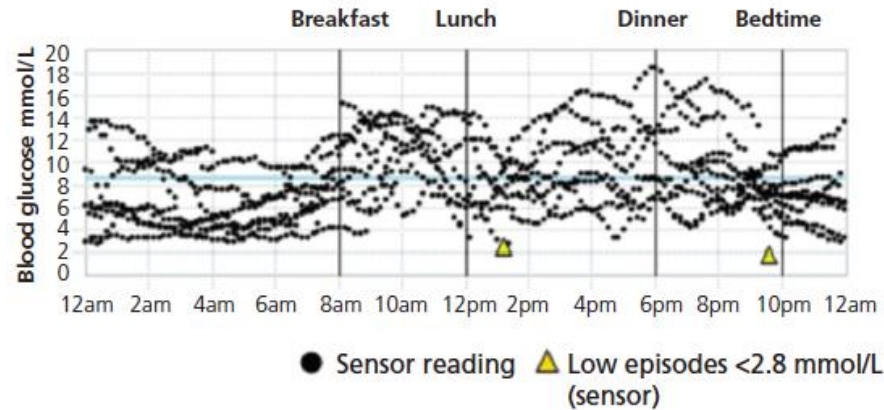 Breakfast Lunch Dinner Bedtime
Blood glucose mmol/L
20
18
16
14
12
10
8
6
4
2
0
12am 2am 4am 6am 8am 10am 12pm 2pm 4pm 6pm 8pm 10pm 12am
Sensor reading Low episodes <2.8 mmol/L
(sensor)